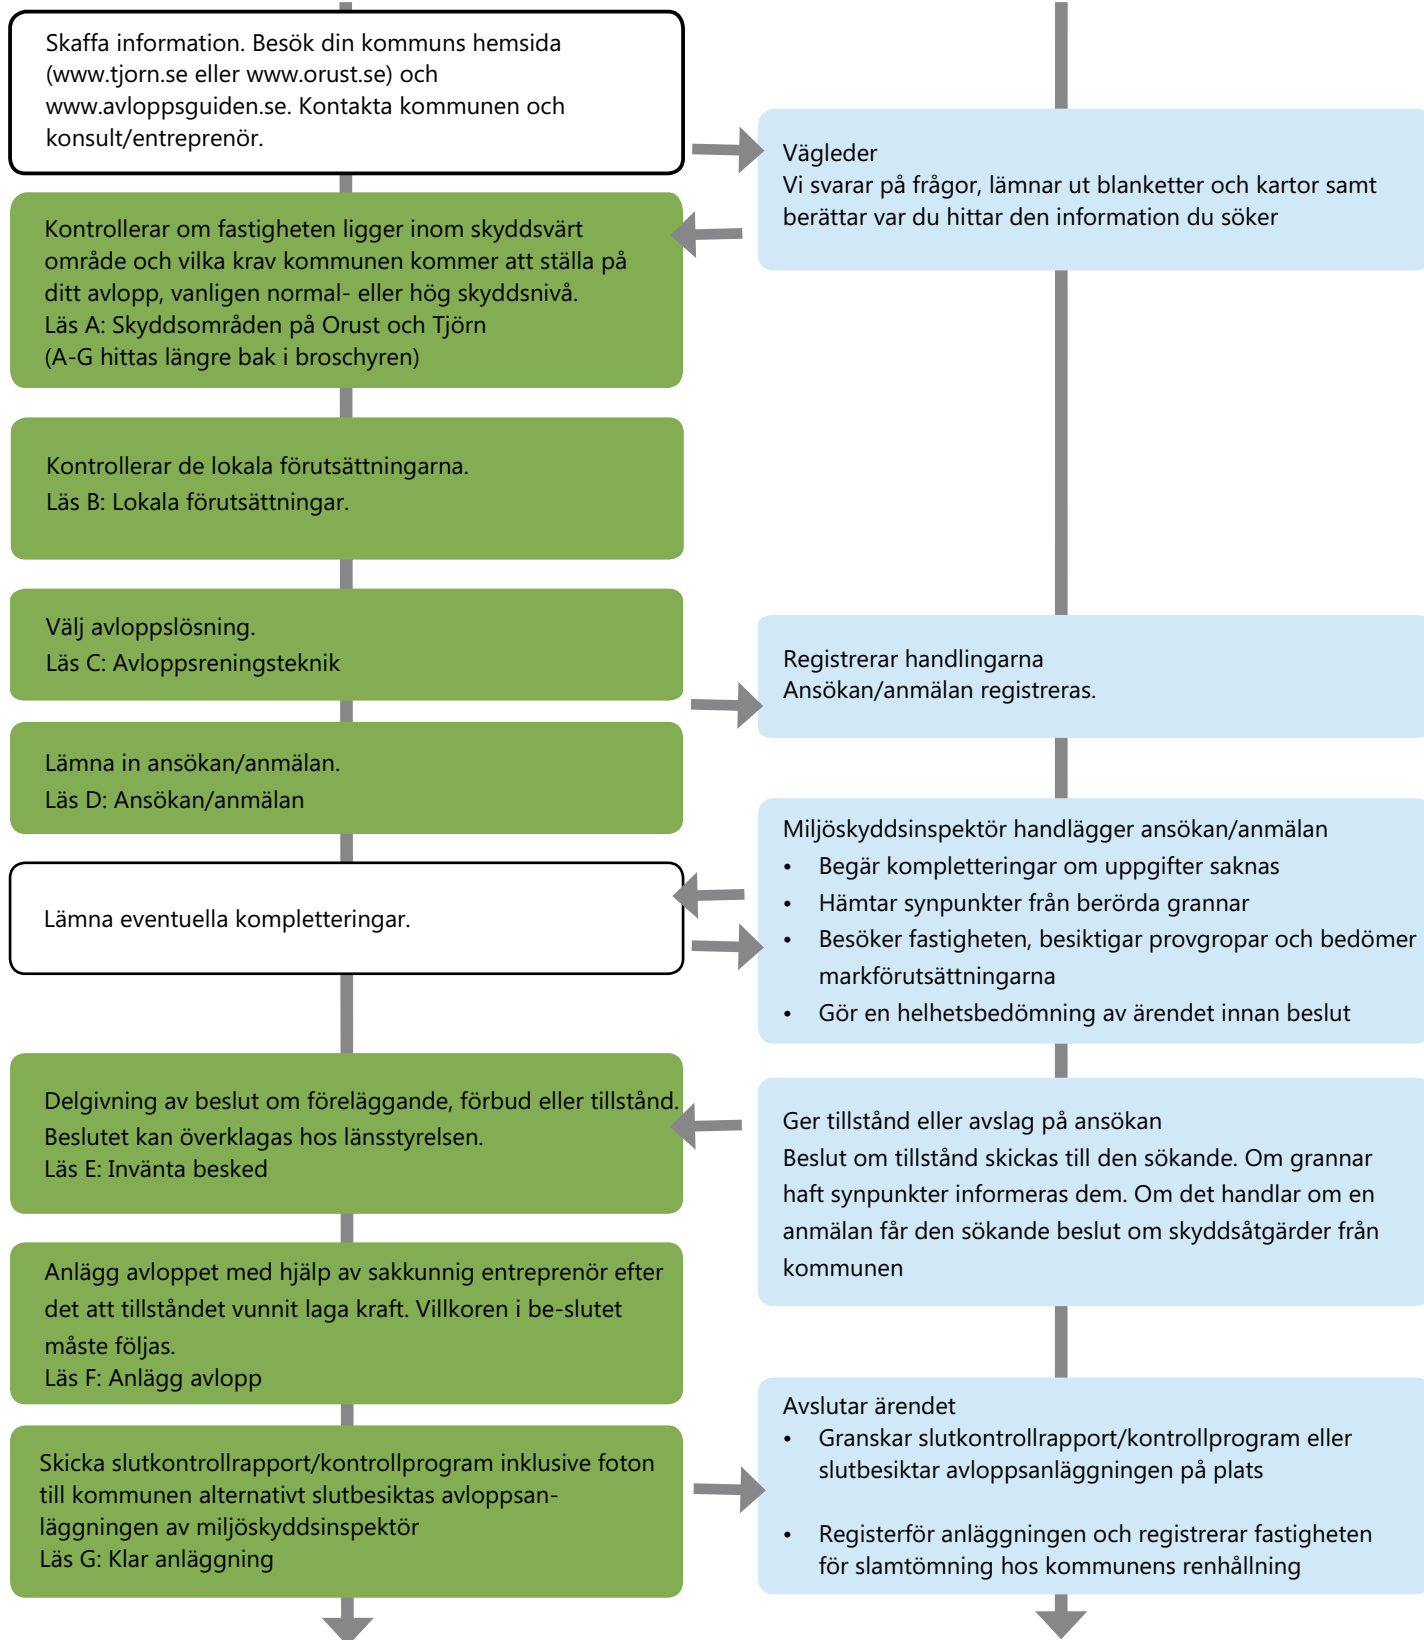 Skaffa information. Besök din kommuns hemsida
(www.tjorn.se eller www.orust.se) och
www.avloppsguiden.se. Kontakta kommunen och
konsult/entreprenör.
Vägleder
Vi svarar på frågor, lämnar ut blanketter och kartor samt
berättar var du hittar den information du söker
Kontrollerar om fastigheten ligger inom skyddsvärt
område och vilka krav kommunen kommer att ställa på
ditt avlopp, vanligen normal- eller hög skyddsnivå.
Läs A: Skyddsområden på Orust och Tjörn
(A-G hittas längre bak i broschyren)
Kontrollerar de lokala förutsättningarna.
Läs B: Lokala förutsättningar.
Välj avloppslösning.
Läs C: Avloppsreningsteknik
Registrerar handlingarna
Ansökan/anmälan registreras.
Lämna in ansökan/anmälan.
Läs D: Ansökan/anmälan
Miljöskyddsinspektör handlägger ansökan/anmälan
• Begär kompletteringar om uppgifter saknas
• Hämtar synpunkter från berörda grannar
• Besöker fastigheten, besiktigar provgropar och bedömer
markförutsättningarna
• Gör en helhetsbedömning av ärendet innan beslut
Lämna eventuella kompletteringar.
Delgivning av beslut om föreläggande, förbud eller tillstånd.
Beslutet kan överklagas hos länsstyrelsen.
Läs E: Invänta besked
Ger tillstånd eller avslag på ansökan
Beslut om tillstånd skickas till den sökande. Om grannar
haft synpunkter informeras dem. Om det handlar om en
anmälan får den sökande beslut om skyddsåtgärder från
kommunen
Anlägg avloppet med hjälp av sakkunnig entreprenör efter
det att tillståndet vunnit laga kraft. Villkoren i be-slutet
måste följas.
Läs F: Anlägg avlopp
Avslutar ärendet
• Granskar slutkontrollrapport/kontrollprogram eller
slutbesiktar avloppsanläggningen på plats
• Registerför anläggningen och registrerar fastigheten
för slamtömning hos kommunens renhållning
Skicka slutkontrollrapport/kontrollprogram inklusive foton
till kommunen alternativt slutbesiktas avloppsan-
läggningen av miljöskyddsinspektör
Läs G: Klar anläggning